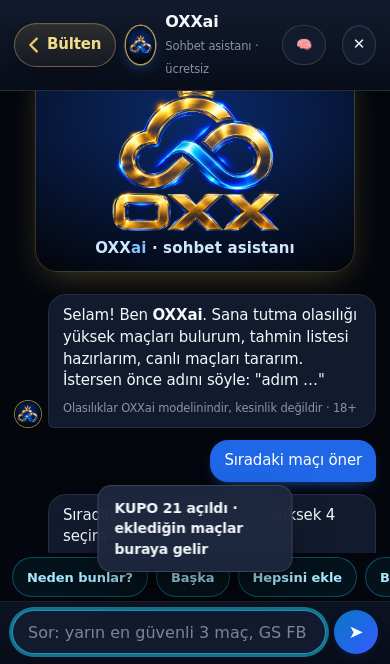 Bülten
OXXai
Sohbet asistanı ·
ücretsiz
OXX
OXXai · sohbet asistanı
Selam! Ben OXXai. Sana tutma olasılığı
yüksek maçları bulurum, tahmin listesi
hazırlarım, canlı maçları tararım.
İstersen önce adını söyle: "adım ..."
Olasılıklar OXXai modelinindir, kesinlik değildir · 18+
Sıradaki maçı öner
4
KUPO 21 açıldı ·
eklediğin maçlar
buraya gelir
Neden bunlar?
Başka
Hepsini ekle
Sor: yarın en güvenli 3 maç, GS FB